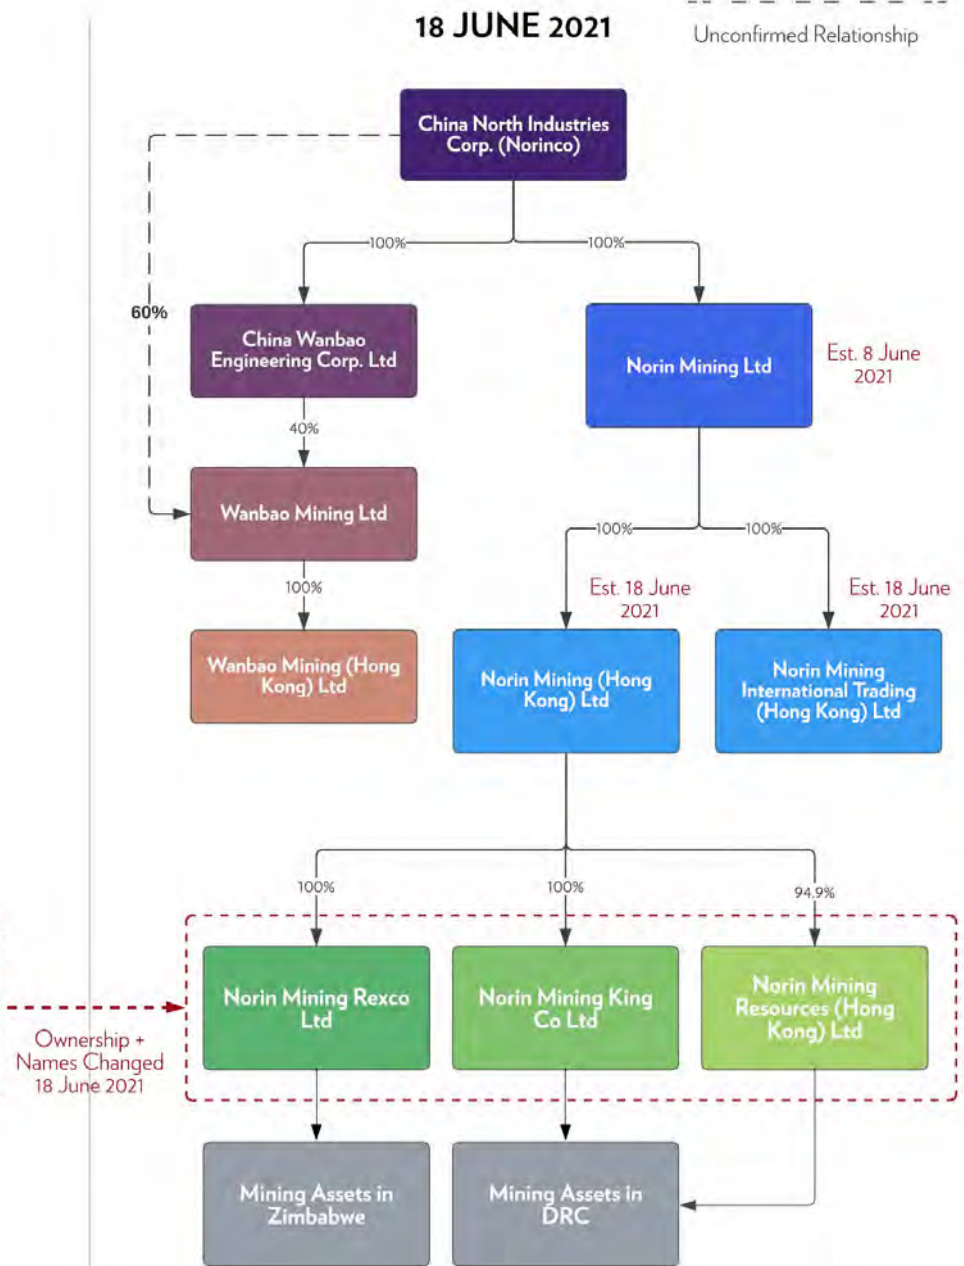 18 JUNE 2021
Unconfirmed Relationship
China North Industries
Corp. (Norinco)
100%
100%
60%
China Wanbao
Engineering Corp. Ltd
Norin Mining Ltd
Est. 8 June
2021
40%
Wanbao Mining Ltd
100%
100%
100%
Est. 18 June
2021
Est. 18 June
2021
Wanbao Mining (Hong
Kong) Ltd
Norin Mining (Hong
Kong) Ltd
Norin Mining
International Trading
(Hong Kong) Ltd
100%
100%
94.9%
Norin Mining Rexco
Ltd
Norin Mining King
Co Ltd
Norin Mining
Resources (Hong
Kong) Ltd
Ownership +
Names Changed
18 June 2021
Mining Assets in
Zimbabwe
Mining Assets in
DRC